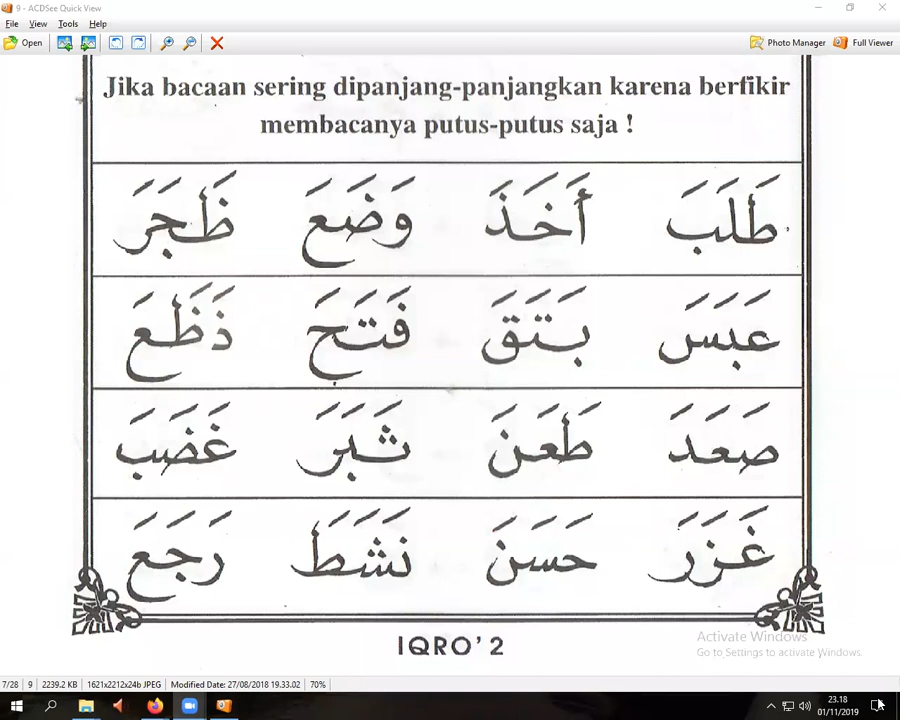 9 - ACDSee Quick View
File View Tools Help
Open Photo Manager Full Viewer
Jika bacaan sering dipanjang-panjangkan karena berfikir
membacanya putus-putus saja !
طَلَبَ أَخَذَ وَضَعَ ظَجَرَ
عَبَسَ بَتَقَ فَتَحَ ذَظَعَ
صَعَدَ طَعَنَ ثَبَرَ غَضَبَ
غَزَرَ حَسَنَ نَشَطَ رَجَعَ
IQRO' 2
Activate Windows
Go to Settings to activate Windows.
7/28 9 2239.2 KB 1621x2212x24b JPEG Modified Date: 27/08/2018 19.33.02 70%
23.18
01/11/2019